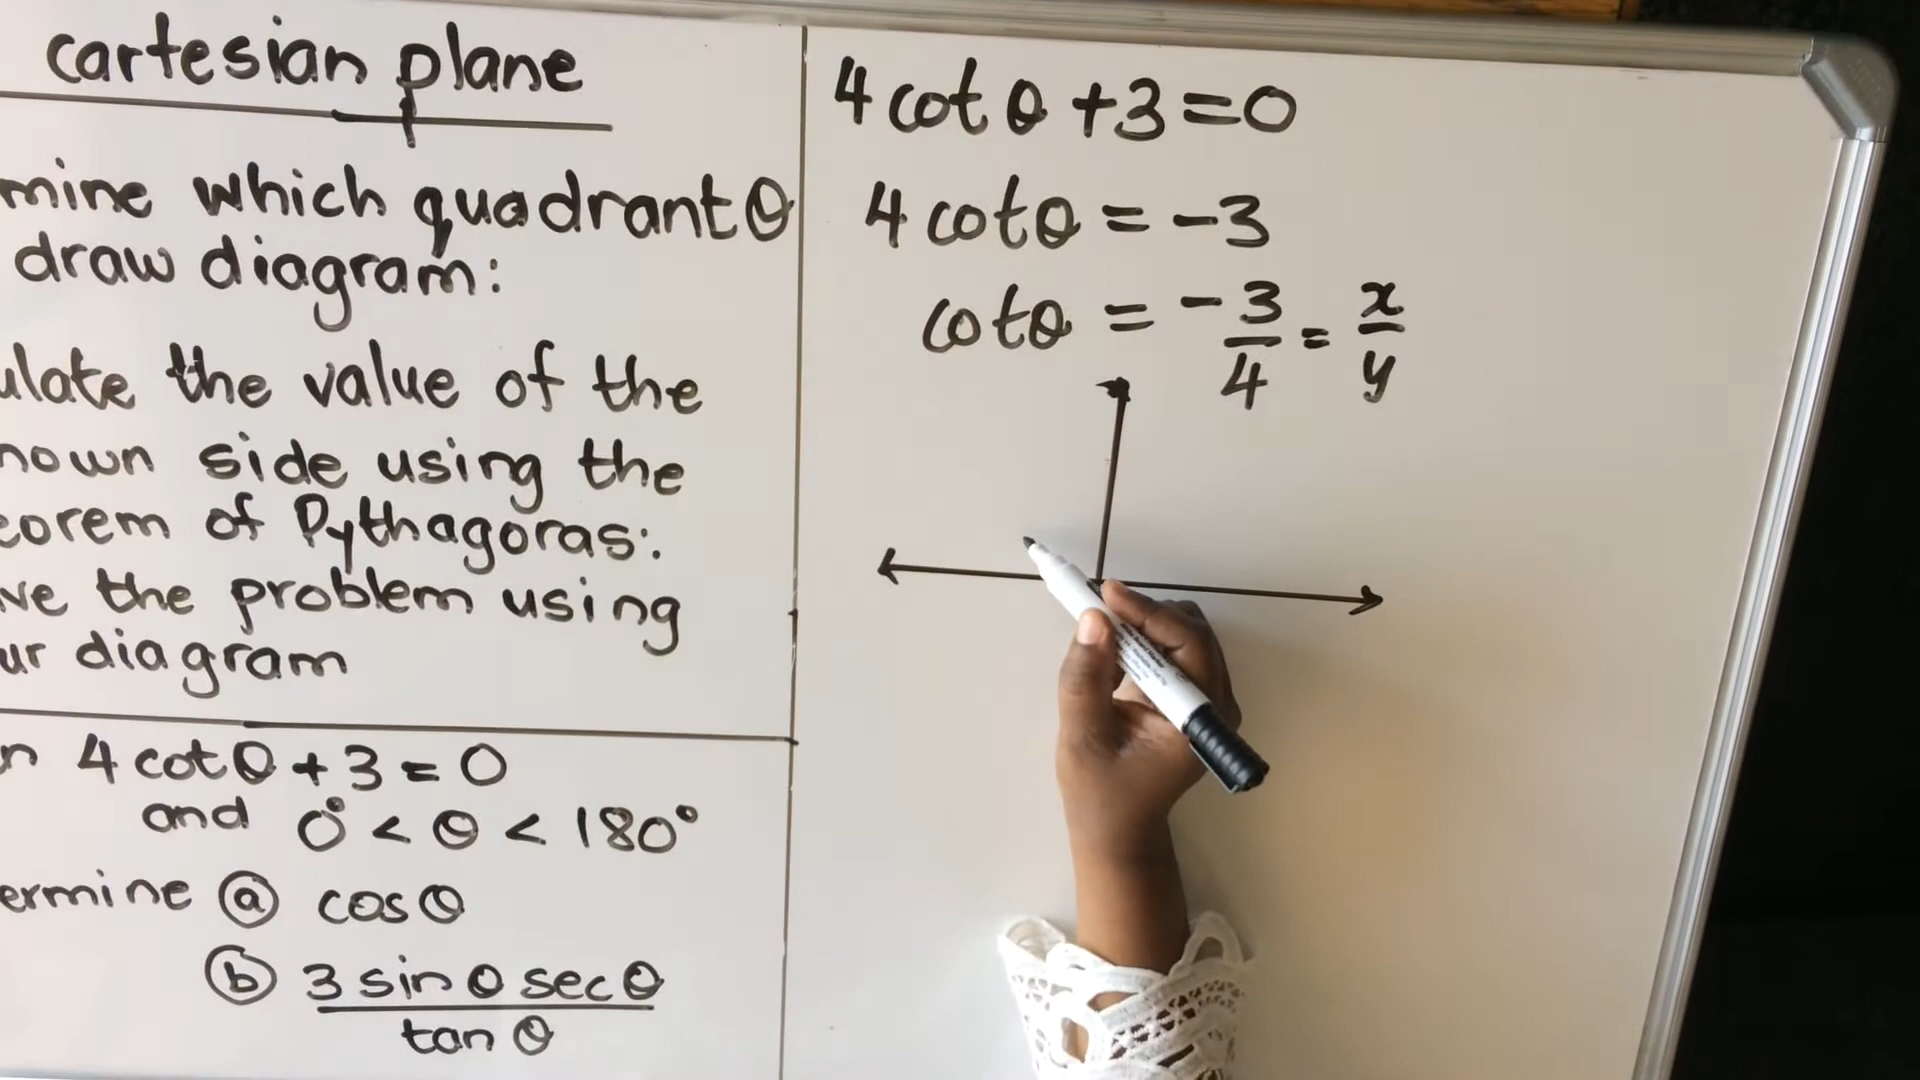 cartesian plane
mine which quadrant θ
draw diagram:
ulate the value of the
nown side using the
eorem of Pythagoras:
ve the problem using
ur diagram
n 4 cot θ + 3 = 0
and 0° < θ < 180°
ermine ⓐ cos θ
ⓑ 3 sin θ sec θ
tan θ
4 cot θ + 3 = 0
4 cot θ = -3
cot θ = -3/4 = x/y